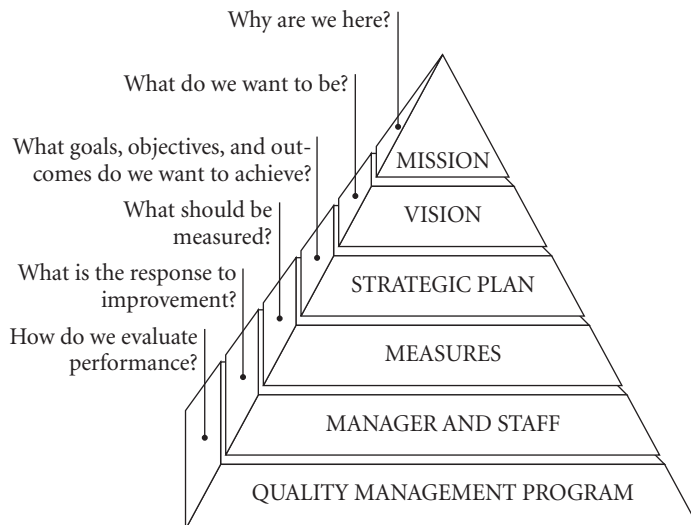 Why are we here?
What do we want to be?
What goals, objectives, and out-
comes do we want to achieve?
What should be
measured?
What is the response to
improvement?
How do we evaluate
performance?
MISSION
VISION
STRATEGIC PLAN
MEASURES
MANAGER AND STAFF
QUALITY MANAGEMENT PROGRAM